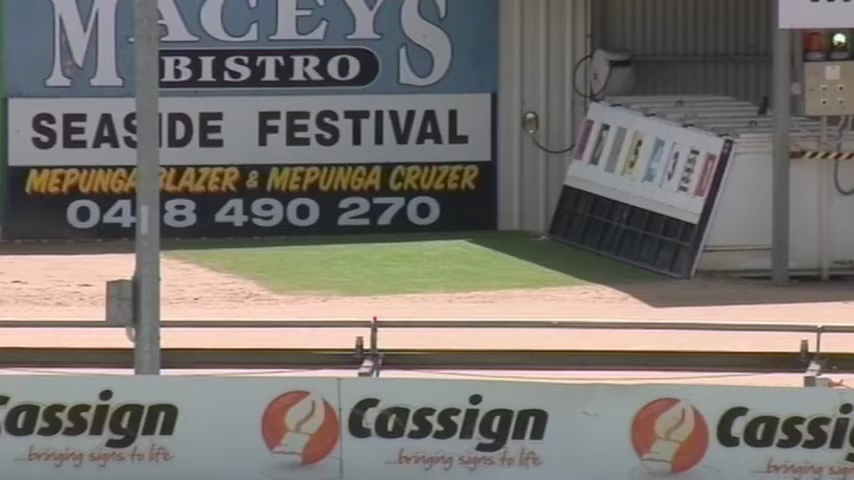 MACEYS
BISTRO
SEASIDE FESTIVAL
MEPUNGA BLAZER & MEPUNGA CRUZER
0418 490 270
Cassign
...bringing signs to life
Cassign
...bringing signs to life
Cassig
...bringing sig